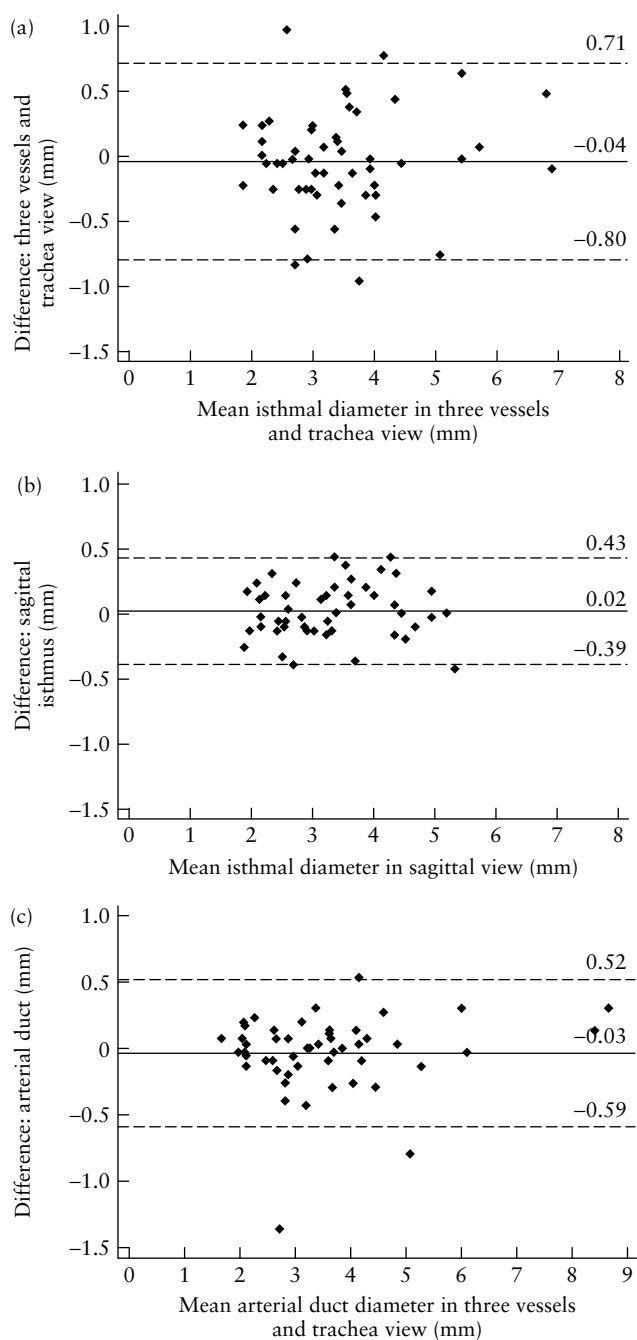 (a)
1.0
0.5
0
−0.5
−1.0
−1.5
0.71
−0.04
−0.80
Difference: three vessels and
trachea view (mm)
0 1 2 3 4 5 6 7 8
Mean isthmal diameter in three vessels
and trachea view (mm)
(b)
1.0
0.5
0
−0.5
−1.0
−1.5
0.43
0.02
−0.39
Difference: sagittal
isthmus (mm)
0 1 2 3 4 5 6 7 8
Mean isthmal diameter in sagittal view (mm)
(c)
1.0
0.5
0
−0.5
−1.0
−1.5
0.52
−0.03
−0.59
Difference: arterial duct (mm)
0 1 2 3 4 5 6 7 8 9
Mean arterial duct diameter in three vessels
and trachea view (mm)